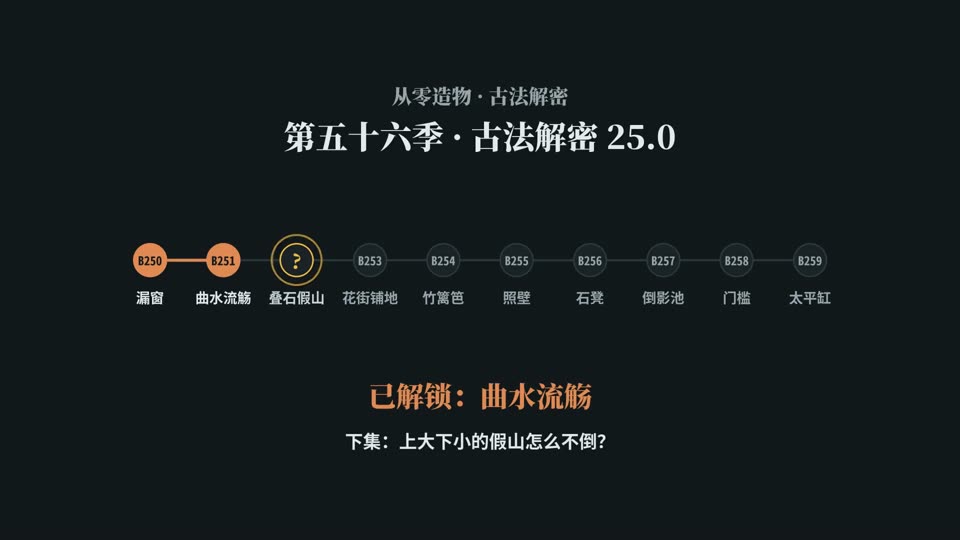 从零造物 · 古法解密
第五十六季 · 古法解密 25.0
B250 B251 ? B253 B254 B255 B256 B257 B258 B259
漏窗 曲水流觞 叠石假山 花街铺地 竹篱笆 照壁 石凳 倒影池 门槛 太平缸
已解锁：曲水流觞
下集：上大下小的假山怎么不倒？